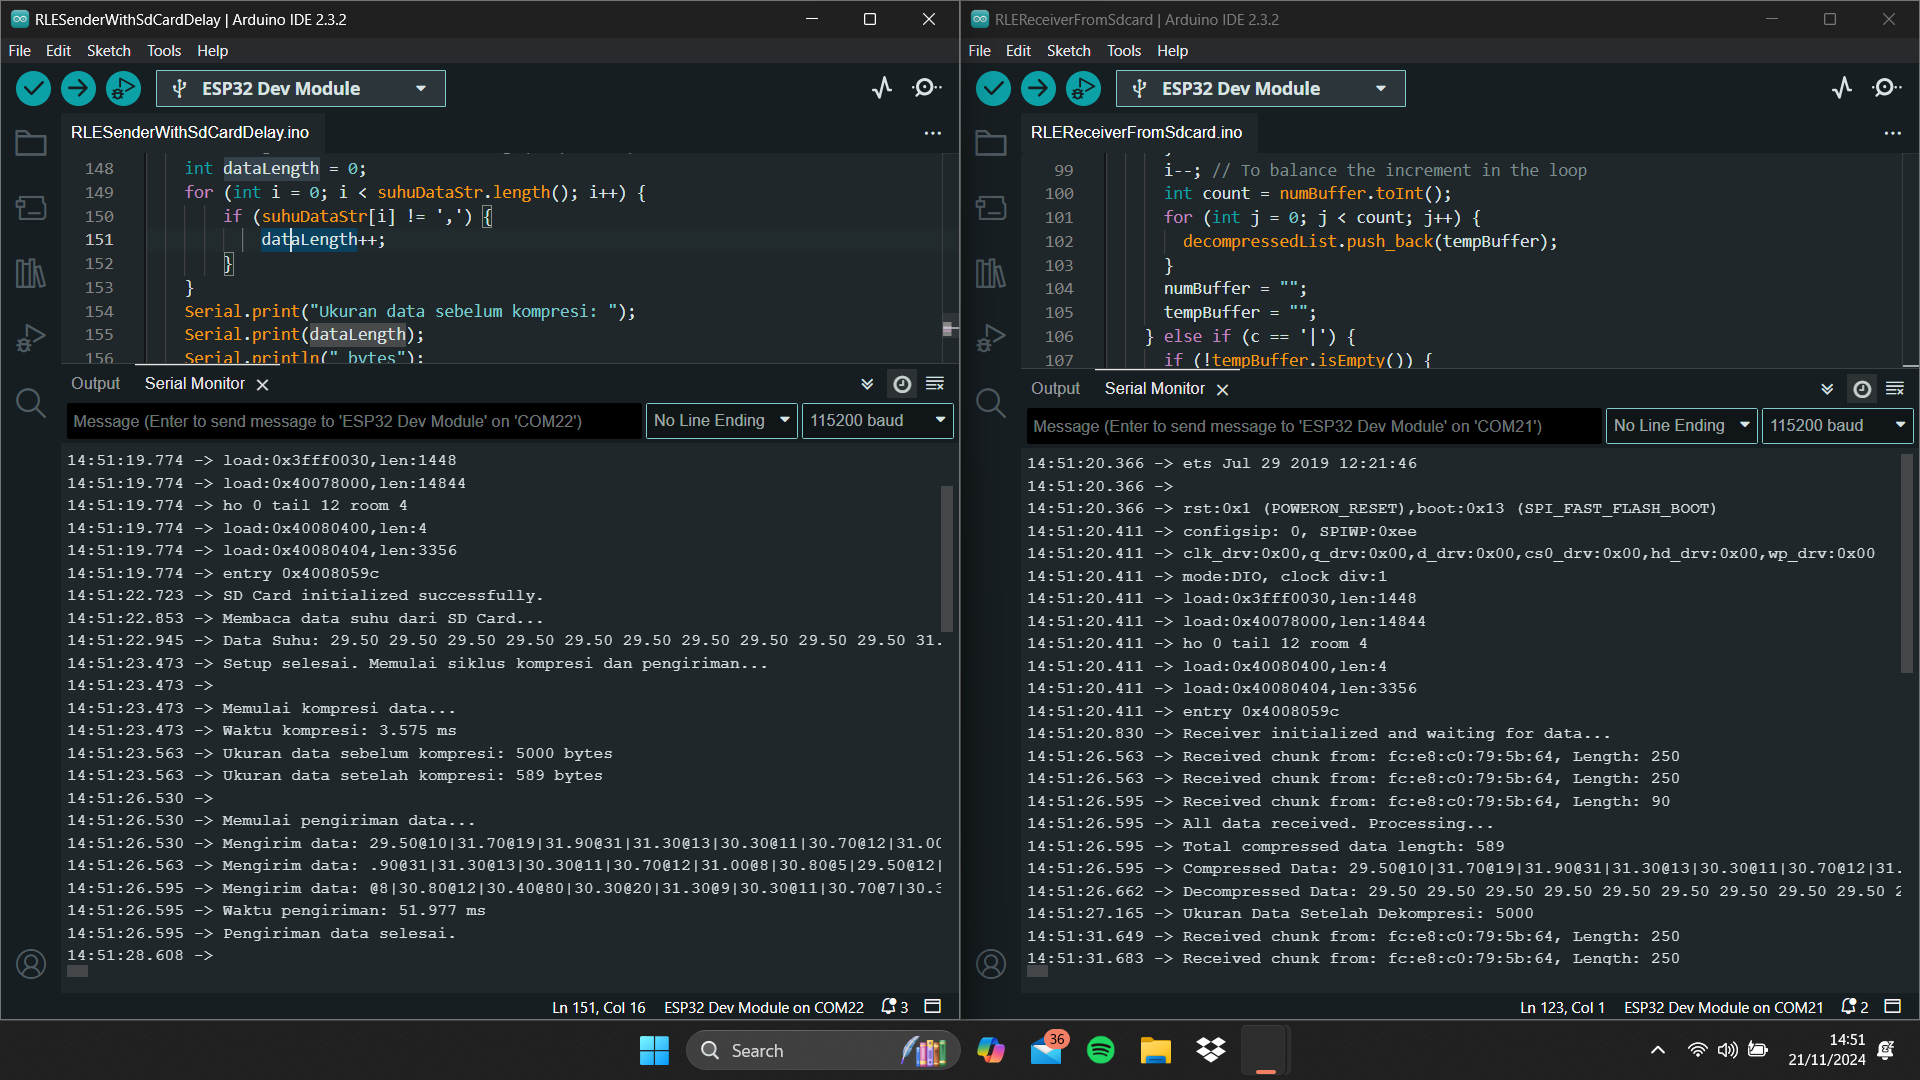 RLESenderWithSdCardDelay | Arduino IDE 2.3.2
File Edit Sketch Tools Help
ESP32 Dev Module
RLESenderWithSdCardDelay.ino
148 int dataLength = 0;
149 for (int i = 0; i < suhuDataStr.length(); i++) {
150 if (suhuDataStr[i] != ',') {
151 dataLength++;
152 }
153 }
154 Serial.print("Ukuran data sebelum kompresi: ");
155 Serial.print(dataLength);
156 Serial.println(" bytes");
Output Serial Monitor
Message (Enter to send message to 'ESP32 Dev Module' on 'COM22')
No Line Ending
115200 baud
14:51:19.774 -> load:0x3fff0030,len:1448
14:51:19.774 -> load:0x40078000,len:14844
14:51:19.774 -> ho 0 tail 12 room 4
14:51:19.774 -> load:0x40080400,len:4
14:51:19.774 -> load:0x40080404,len:3356
14:51:19.774 -> entry 0x4008059c
14:51:22.723 -> SD Card initialized successfully.
14:51:22.853 -> Membaca data suhu dari SD Card...
14:51:22.945 -> Data Suhu: 29.50 29.50 29.50 29.50 29.50 29.50 29.50 29.50 29.50 29.50 31.
14:51:23.473 -> Setup selesai. Memulai siklus kompresi dan pengiriman...
14:51:23.473 ->
14:51:23.473 -> Memulai kompresi data...
14:51:23.473 -> Waktu kompresi: 3.575 ms
14:51:23.563 -> Ukuran data sebelum kompresi: 5000 bytes
14:51:23.563 -> Ukuran data setelah kompresi: 589 bytes
14:51:26.530 ->
14:51:26.530 -> Memulai pengiriman data...
14:51:26.530 -> Mengirim data: 29.50@10|31.70@19|31.90@31|31.30@13|30.30@11|30.70@12|31.00
14:51:26.563 -> Mengirim data: .90@31|31.30@13|30.30@11|30.70@12|31.00@8|30.80@5|29.50@12|
14:51:26.595 -> Mengirim data: @8|30.80@12|30.40@80|30.30@20|31.30@9|30.30@11|30.70@7|30.3
14:51:26.595 -> Waktu pengiriman: 51.977 ms
14:51:26.595 -> Pengiriman data selesai.
14:51:28.608 ->
Ln 151, Col 16 ESP32 Dev Module on COM22 3
RLEReceiverFromSdcard | Arduino IDE 2.3.2
File Edit Sketch Tools Help
ESP32 Dev Module
RLEReceiverFromSdcard.ino
99 i--; // To balance the increment in the loop
100 int count = numBuffer.toInt();
101 for (int j = 0; j < count; j++) {
102 decompressedList.push_back(tempBuffer);
103 }
104 numBuffer = "";
105 tempBuffer = "";
106 } else if (c == '|') {
107 if (!tempBuffer.isEmpty()) {
Output Serial Monitor
Message (Enter to send message to 'ESP32 Dev Module' on 'COM21')
No Line Ending
115200 baud
14:51:20.366 -> ets Jul 29 2019 12:21:46
14:51:20.366 ->
14:51:20.366 -> rst:0x1 (POWERON_RESET),boot:0x13 (SPI_FAST_FLASH_BOOT)
14:51:20.411 -> configsip: 0, SPIWP:0xee
14:51:20.411 -> clk_drv:0x00,q_drv:0x00,d_drv:0x00,cs0_drv:0x00,hd_drv:0x00,wp_drv:0x00
14:51:20.411 -> mode:DIO, clock div:1
14:51:20.411 -> load:0x3fff0030,len:1448
14:51:20.411 -> load:0x40078000,len:14844
14:51:20.411 -> ho 0 tail 12 room 4
14:51:20.411 -> load:0x40080400,len:4
14:51:20.411 -> load:0x40080404,len:3356
14:51:20.411 -> entry 0x4008059c
14:51:20.830 -> Receiver initialized and waiting for data...
14:51:26.563 -> Received chunk from: fc:e8:c0:79:5b:64, Length: 250
14:51:26.563 -> Received chunk from: fc:e8:c0:79:5b:64, Length: 250
14:51:26.595 -> Received chunk from: fc:e8:c0:79:5b:64, Length: 90
14:51:26.595 -> All data received. Processing...
14:51:26.595 -> Total compressed data length: 589
14:51:26.595 -> Compressed Data: 29.50@10|31.70@19|31.90@31|31.30@13|30.30@11|30.70@12|31.
14:51:26.662 -> Decompressed Data: 29.50 29.50 29.50 29.50 29.50 29.50 29.50 29.50 29.50 2
14:51:27.165 -> Ukuran Data Setelah Dekompresi: 5000
14:51:31.649 -> Received chunk from: fc:e8:c0:79:5b:64, Length: 250
14:51:31.683 -> Received chunk from: fc:e8:c0:79:5b:64, Length: 250
Ln 123, Col 1 ESP32 Dev Module on COM21 2
Search
36
14:51
21/11/2024